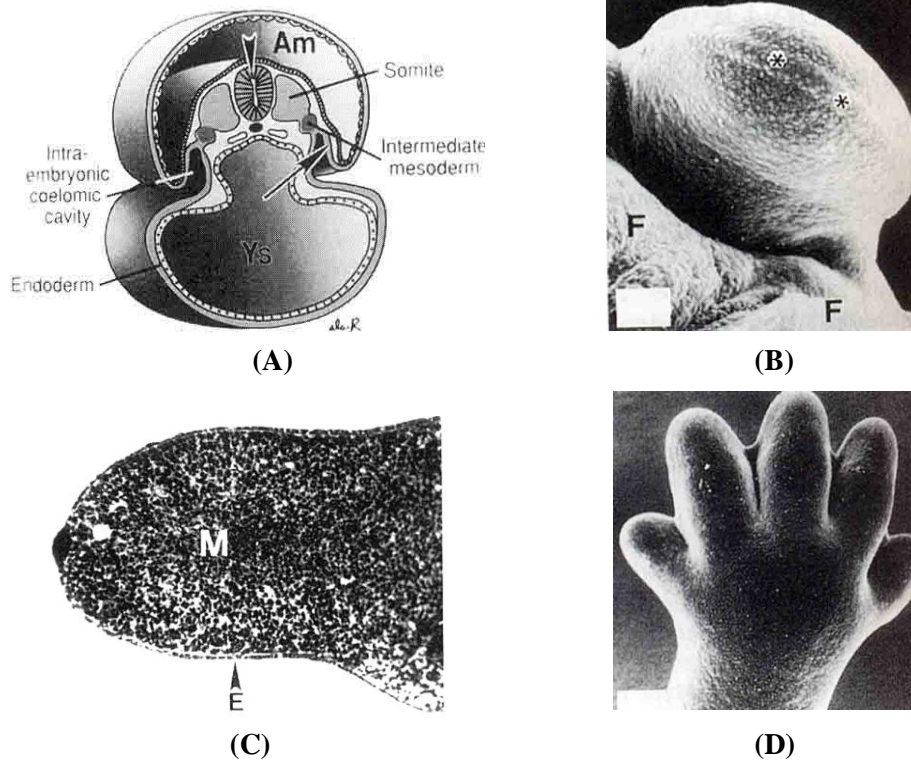 Am
Somite
Intra-
embryonic
coelomic
cavity
Intermediate
mesoderm
Ys
Endoderm
(A)
*
*
F
F
(B)
M
E
(C)
(D)